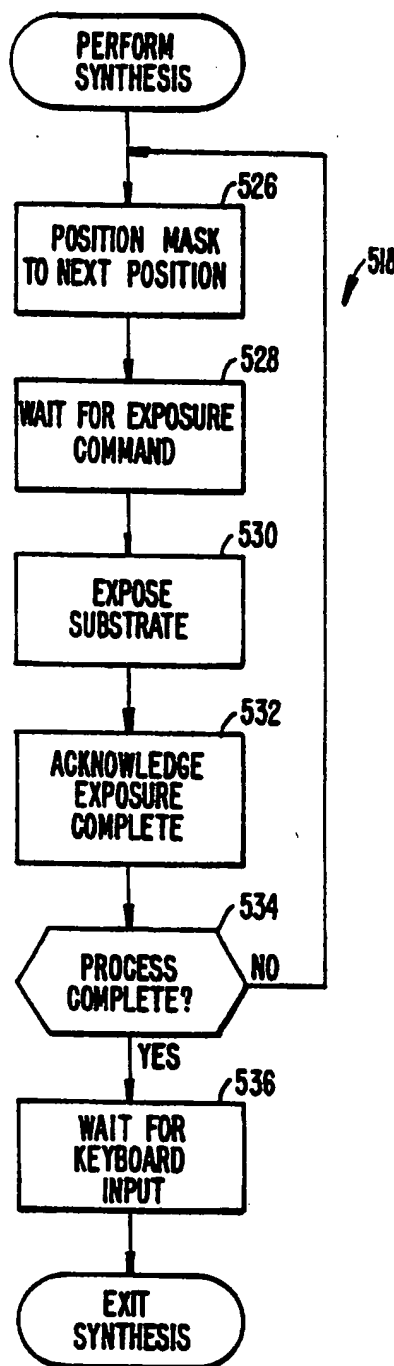 PERFORM
SYNTHESIS
526
POSITION MASK
TO NEXT POSITION
518
528
WAIT FOR EXPOSURE
COMMAND
530
EXPOSE
SUBSTRATE
532
ACKNOWLEDGE
EXPOSURE
COMPLETE
534
PROCESS
COMPLETE?
NO
YES
536
WAIT FOR
KEYBOARD
INPUT
EXIT
SYNTHESIS